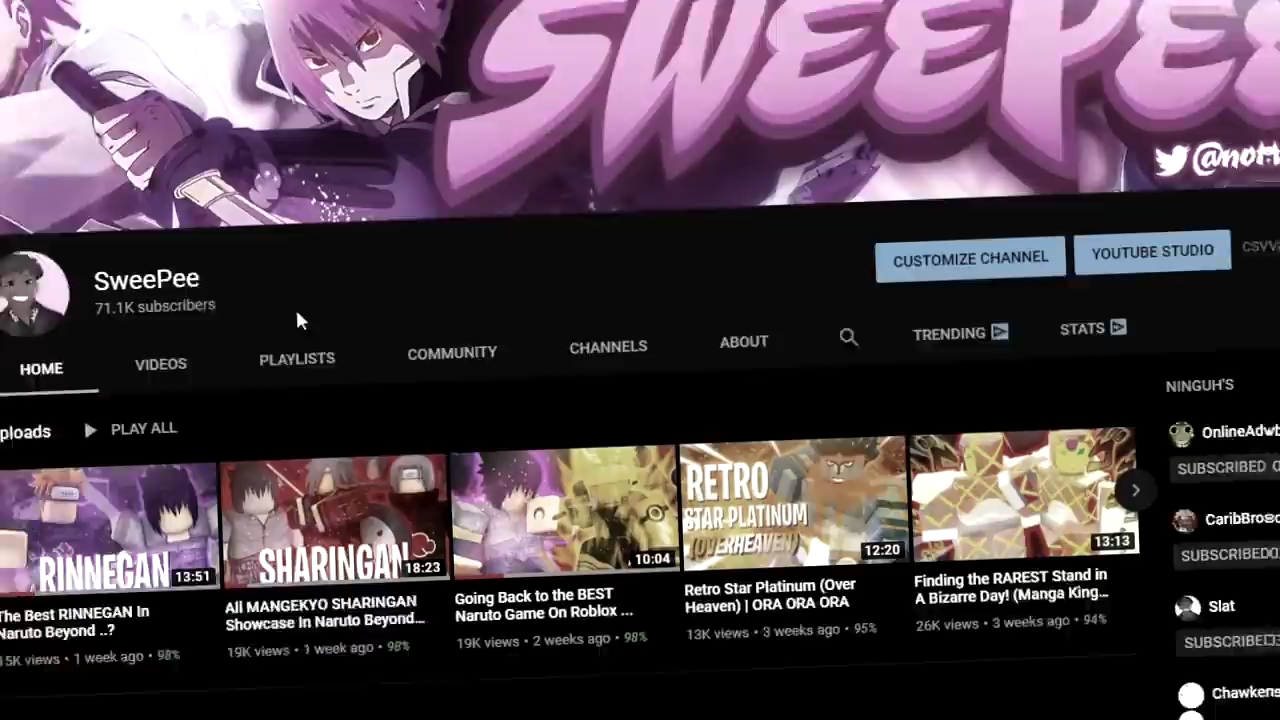 SWEEPEE
SweePee
71.1K subscribers
CUSTOMIZE CHANNEL
YOUTUBE STUDIO
HOME
VIDEOS
PLAYLISTS
COMMUNITY
CHANNELS
ABOUT
TRENDING
STATS
ploads
PLAY ALL
RINNEGAN
13:51
SHARINGAN
18:23
10:04
RETRO
STAR PLATINUM
(OVERHEAVEN)
12:20
13:13
The Best RINNEGAN In
Naruto Beyond ..?
15K views • 1 week ago • 98%
All MANGEKYO SHARINGAN
Showcase In Naruto Beyond...
19K views • 1 week ago • 98%
Going Back to the BEST
Naruto Game On Roblox ...
19K views • 2 weeks ago • 98%
Retro Star Platinum (Over
Heaven) | ORA ORA ORA
13K views • 3 weeks ago • 95%
Finding the RAREST Stand in
A Bizarre Day! (Manga King...
26K views • 3 weeks ago • 94%
NINGUH'S
SUBSCRIBED
SUBSCRIBED
Slat
SUBSCRIBED